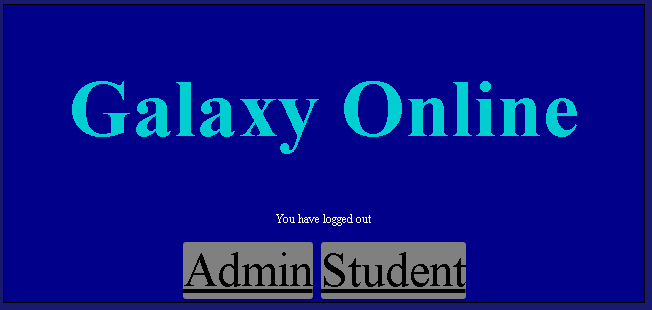 Galaxy Online
You have logged out
Admin Student